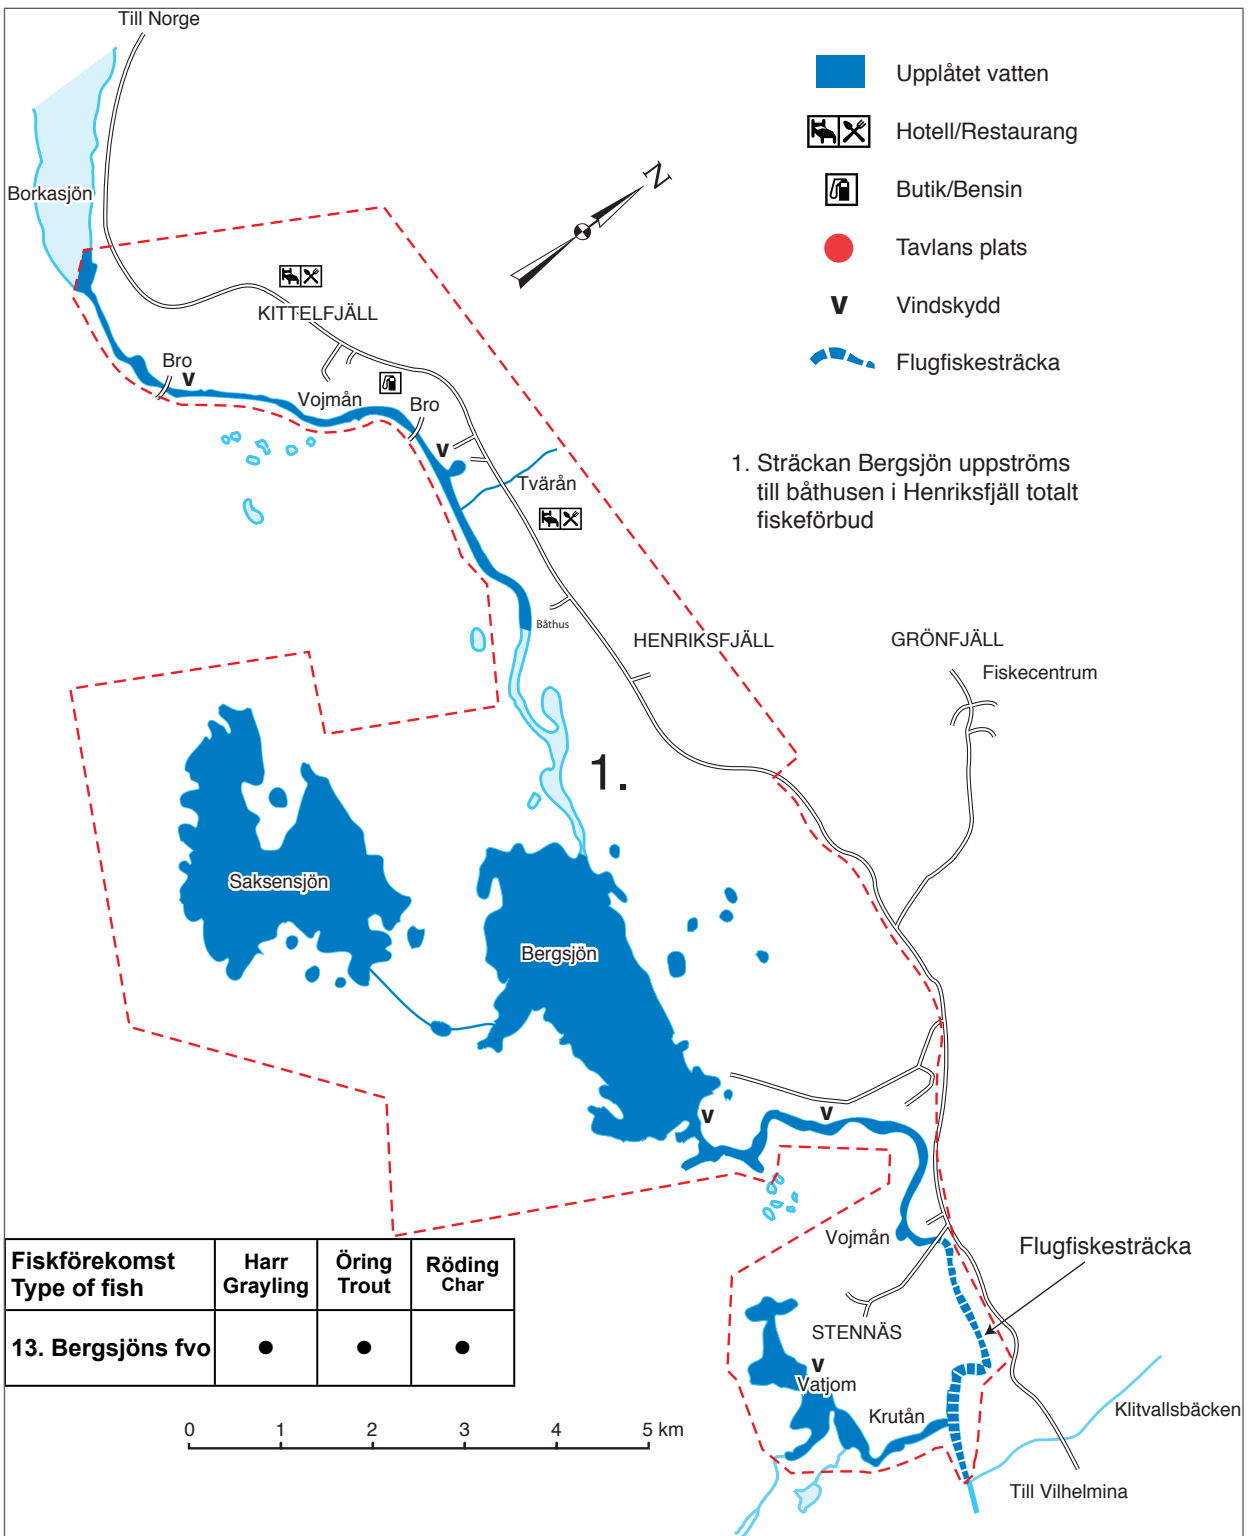 Till Norge
Upplåtet vatten
Hotell/Restaurang
Butik/Bensin
Tavlans plats
V Vindskydd
Flugfiskesträcka
N
Borkasjön
KITTELFJÄLL
Bro
V
Vojmån
Bro
V
Tvärån
1. Sträckan Bergsjön uppströms
till båthusen i Henriksfjäll totalt
fiskeförbud
Båthus
HENRIKSFJÄLL
GRÖNFJÄLL
Fiskecentrum
1.
Saksensjön
Bergsjön
V
V
Vojmån
Flugfiskesträcka
STENNÄS
V
Vatjom
Krutån
Klitvallsbäcken
Till Vilhelmina
Fiskförekomst
Type of fish
Harr
Grayling
Öring
Trout
Röding
Char
13. Bergsjöns fvo ● ● ●
0 1 2 3 4 5 km